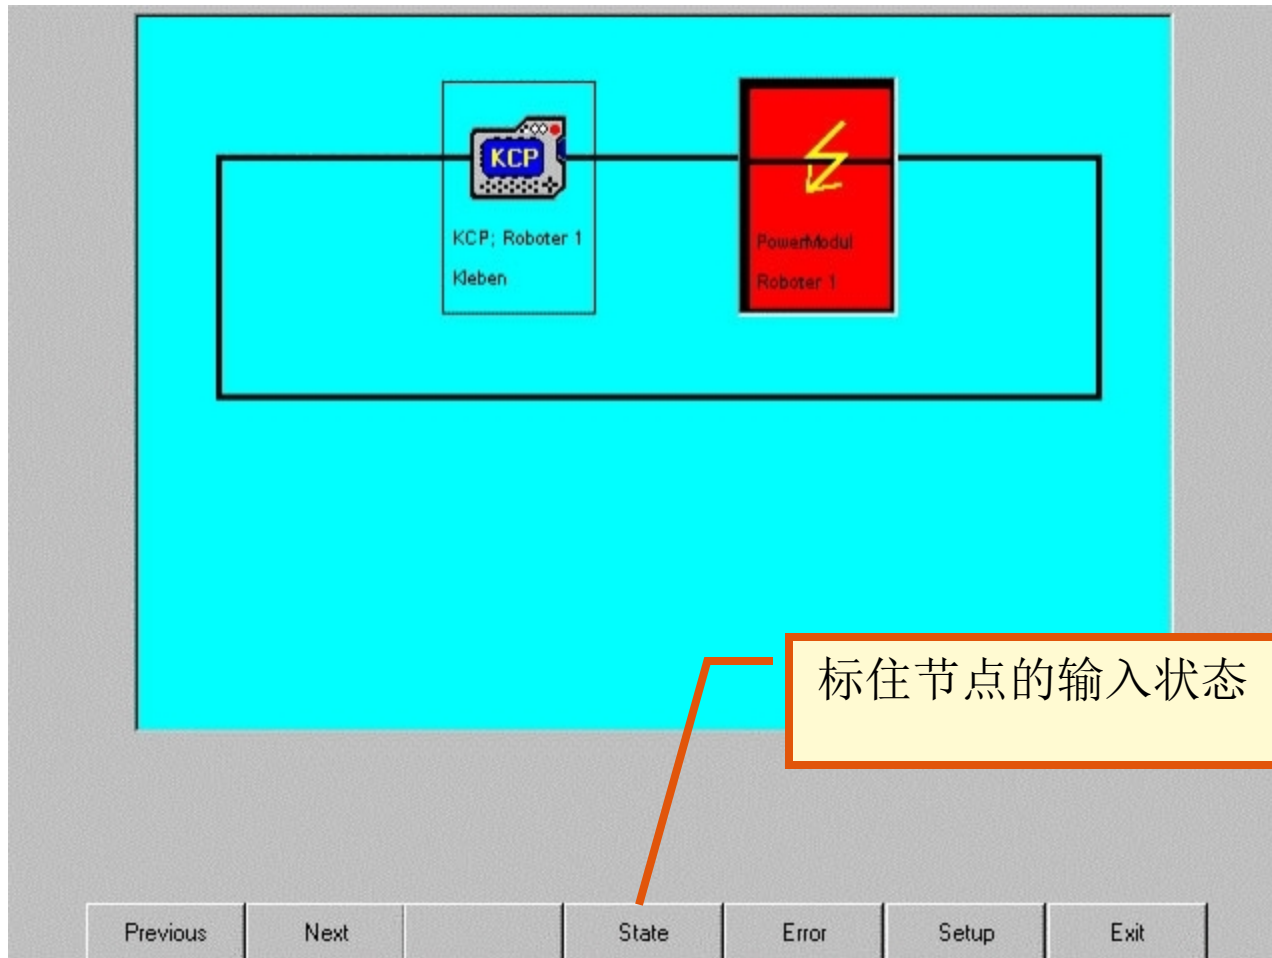 KCP
KCP; Roboter 1
Kleben
PowerModul
Roboter 1
标住节点的输入状态
Previous
Next
State
Error
Setup
Exit